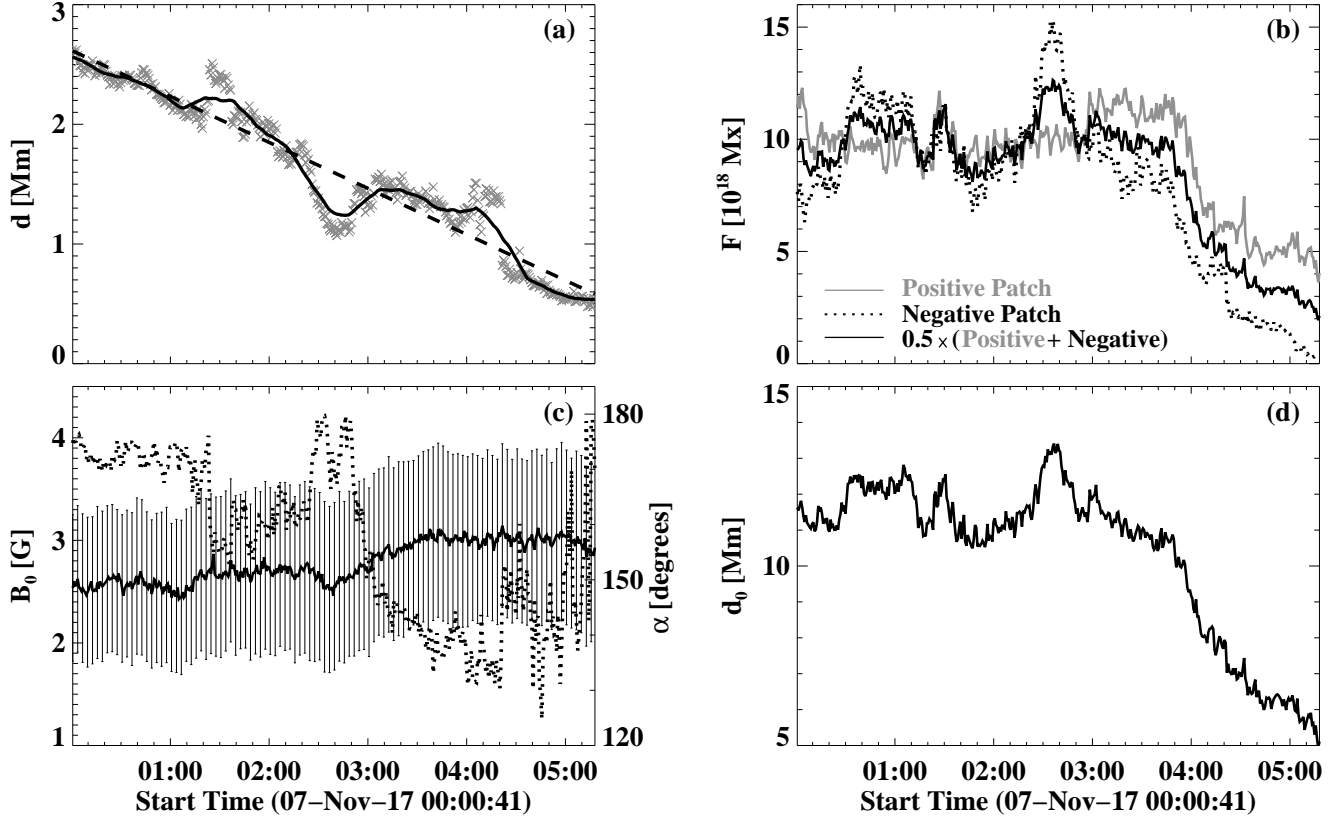 (a)
3
2
1
0
d [Mm]
(b)
15
10
5
0
F [10^18 Mx]
Positive Patch
Negative Patch
0.5 × (Positive + Negative)
(c)
4
3
2
1
B_0 [G]
180
150
120
α [degrees]
01:00 02:00 03:00 04:00 05:00
Start Time (07−Nov−17 00:00:41)
(d)
15
10
5
d_0 [Mm]
01:00 02:00 03:00 04:00 05:00
Start Time (07−Nov−17 00:00:41)